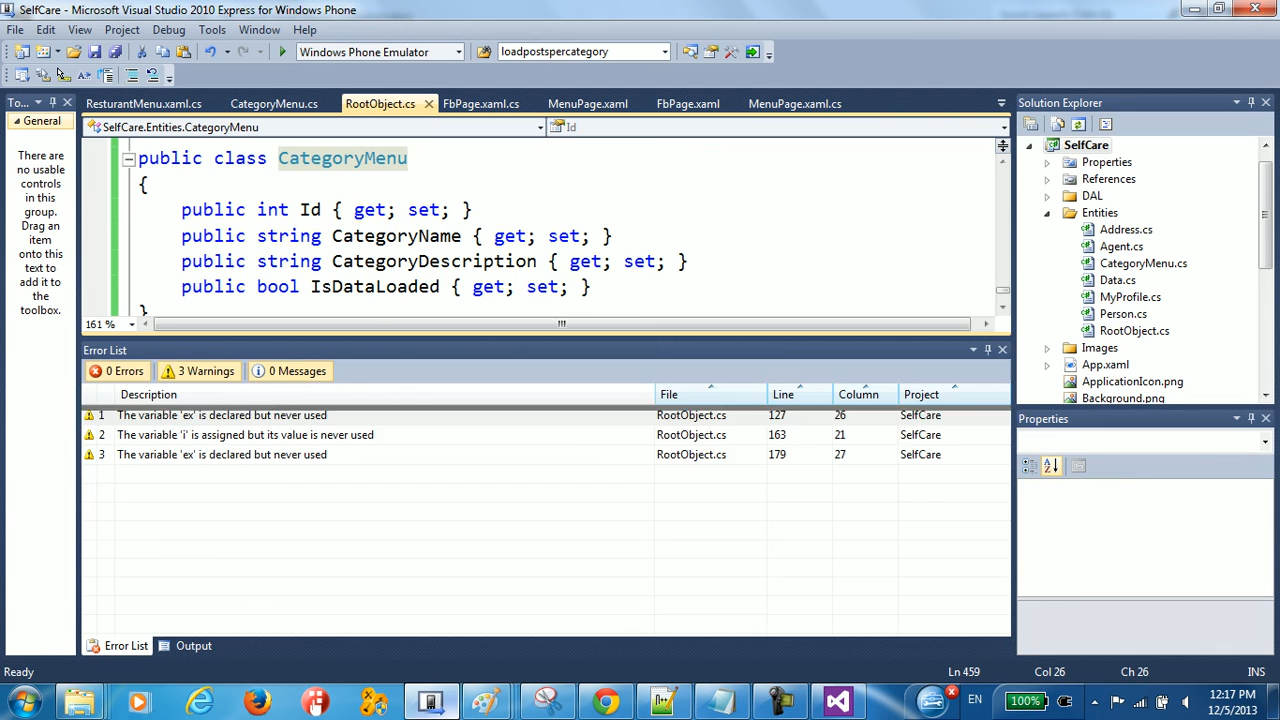 SelfCare - Microsoft Visual Studio 2010 Express for Windows Phone
File Edit View Project Debug Tools Window Help
Windows Phone Emulator loadpostspercategory
To... ResturantMenu.xaml.cs CategoryMenu.cs RootObject.cs FbPage.xaml.cs MenuPage.xaml FbPage.xaml MenuPage.xaml.cs Solution Explorer
General
SelfCare.Entities.CategoryMenu Id
There are no usable controls in this group. Drag an item onto this text to add it to the toolbox.
public class CategoryMenu
{
public int Id { get; set; }
public string CategoryName { get; set; }
public string CategoryDescription { get; set; }
public bool IsDataLoaded { get; set; }
}
161 %
SelfCare
Properties
References
DAL
Entities
Address.cs
Agent.cs
CategoryMenu.cs
Data.cs
MyProfile.cs
Person.cs
RootObject.cs
Images
App.xaml
ApplicationIcon.png
Background.png
Error List
0 Errors 3 Warnings 0 Messages
Description File Line Column Project
1 The variable 'ex' is declared but never used RootObject.cs 127 26 SelfCare
2 The variable 'i' is assigned but its value is never used RootObject.cs 163 21 SelfCare
3 The variable 'ex' is declared but never used RootObject.cs 179 27 SelfCare
Properties
Error List Output
Ready Ln 459 Col 26 Ch 26 INS
EN 100% 12:17 PM
12/5/2013